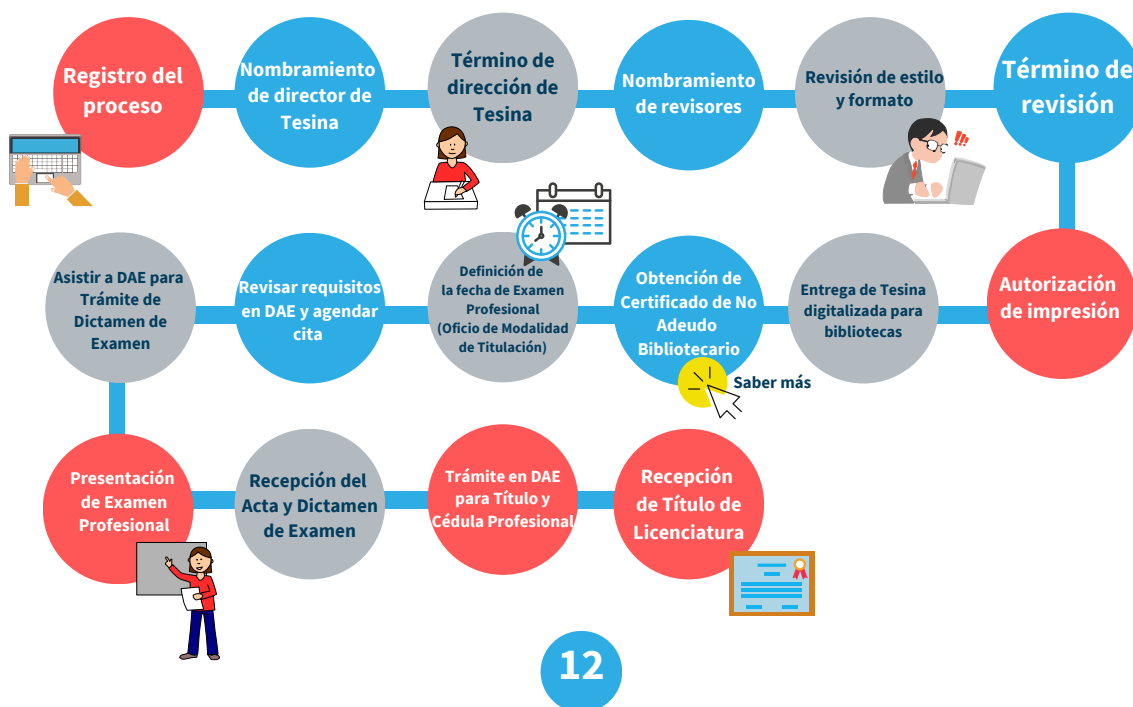 Registro del
proceso
Nombramiento
de director de
Tesina
Término de
dirección de
Tesina
Nombramiento
de revisores
Revisión de estilo
y formato
Término de
revisión
Autorización
de impresión
Entrega de Tesina
digitalizada para
bibliotecas
Obtención de
Certificado de No
Adeudo
Bibliotecario
Saber más
Definición de
la fecha de Examen
Profesional
(Oficio de Modalidad
de Titulación)
Revisar requisitos
en DAE y agendar
cita
Asistir a DAE para
Trámite de
Dictamen de
Examen
Presentación
de Examen
Profesional
Recepción del
Acta y Dictamen
de Examen
Trámite en DAE
para Título y
Cédula Profesional
Recepción
de Título de
Licenciatura
12